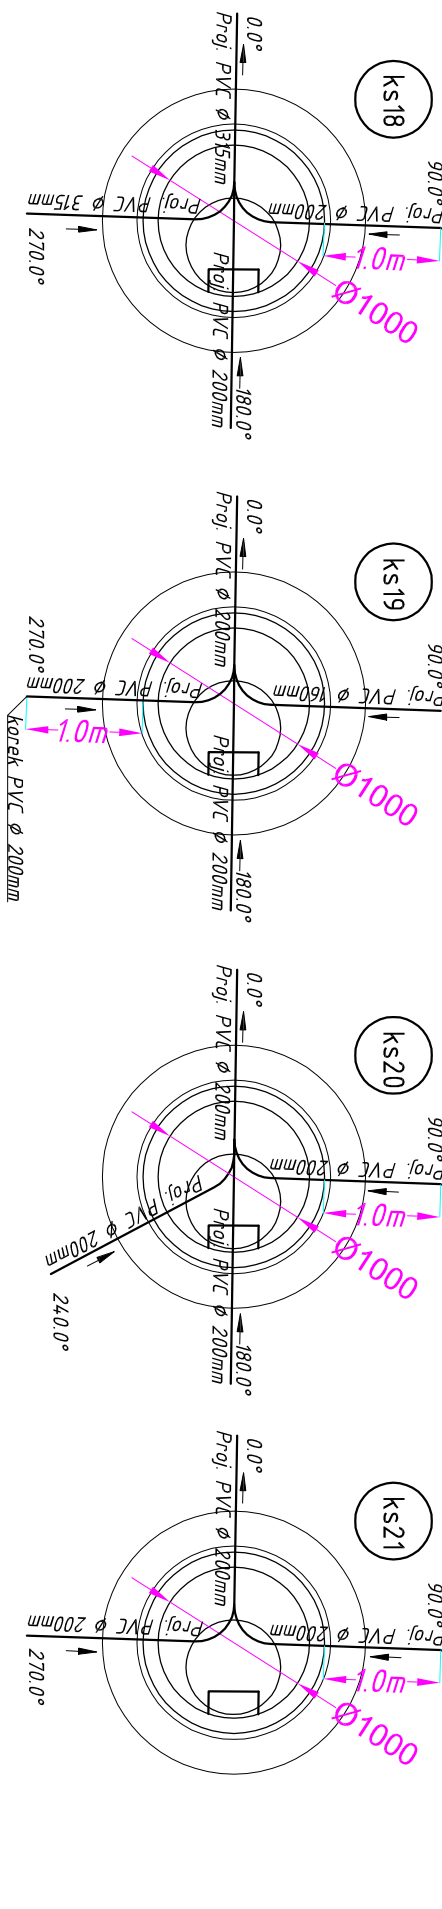 ks18
0.0°
Proj. PVC ø 315mm
90.0°
Proj. PVC ø 200mm
1.0m
Ø1000
Proj. PVC ø 315mm
270.0°
Proj. PVC ø 200mm
180.0°
ks19
0.0°
Proj. PVC ø 200mm
90.0°
Proj. PVC ø 160mm
Ø1000
270.0°
Proj. PVC ø 200mm
1.0m
korek PVC ø 200mm
Proj. PVC ø 200mm
180.0°
ks20
0.0°
Proj. PVC ø 200mm
90.0°
Proj. PVC ø 200mm
1.0m
Ø1000
Proj. PVC ø 200mm
240.0°
Proj. PVC ø 200mm
180.0°
ks21
0.0°
Proj. PVC ø 200mm
90.0°
Proj. PVC ø 200mm
1.0m
Ø1000
Proj. PVC ø 200mm
270.0°